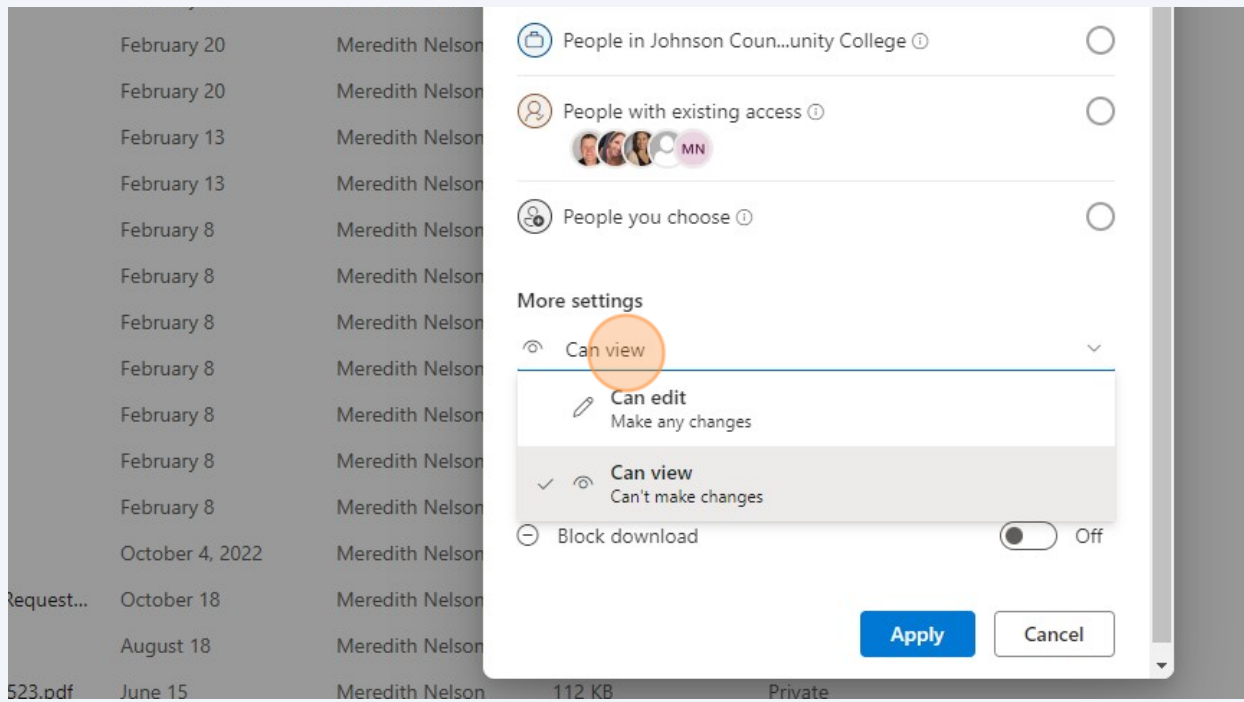 February 20 Meredith Nelson People in Johnson Coun...unity College
February 20 Meredith Nelson
February 13 Meredith Nelson People with existing access
MN
February 13 Meredith Nelson
February 8 Meredith Nelson People you choose
February 8 Meredith Nelson
More settings
February 8 Meredith Nelson
Can view
February 8 Meredith Nelson
Can edit
Make any changes
February 8 Meredith Nelson
February 8 Meredith Nelson
Can view
Can't make changes
February 8 Meredith Nelson
Block download Off
October 4, 2022 Meredith Nelson
Request... October 18 Meredith Nelson
Apply Cancel
August 18 Meredith Nelson
523.pdf June 15 Meredith Nelson 112 KB Private